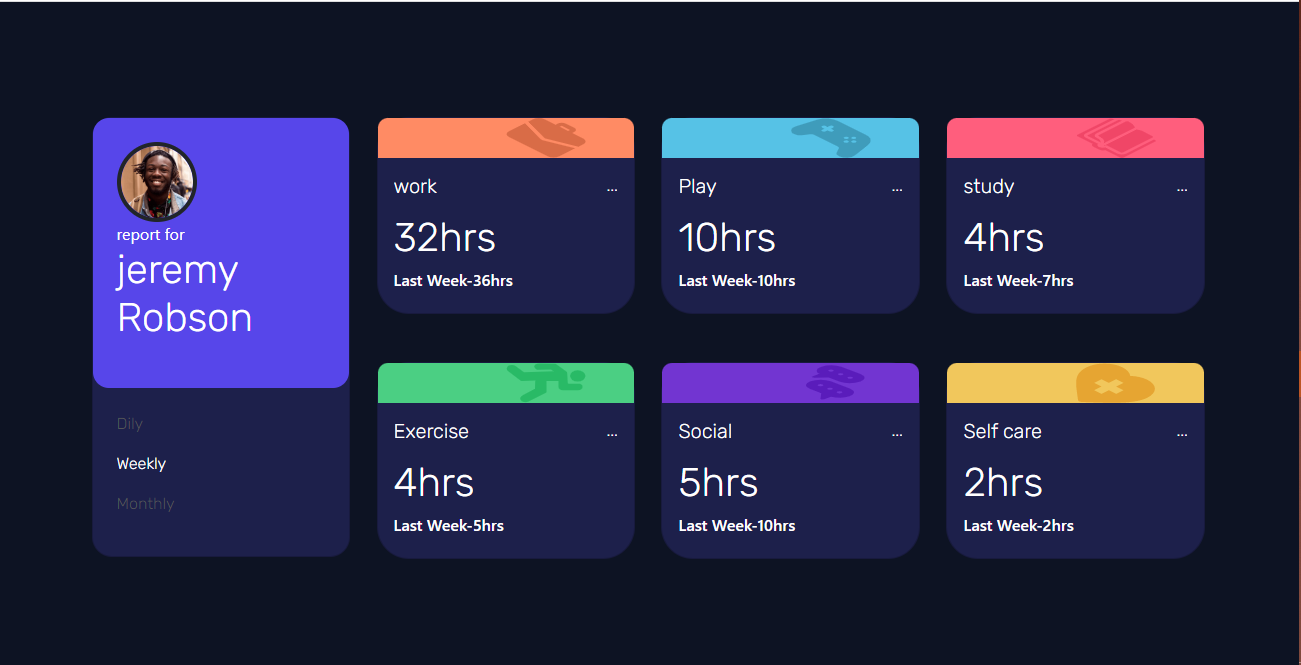 report for
jeremy
Robson
Dily
Weekly
Monthly
work ...
32hrs
Last Week-36hrs
Play ...
10hrs
Last Week-10hrs
study ...
4hrs
Last Week-7hrs
Exercise ...
4hrs
Last Week-5hrs
Social ...
5hrs
Last Week-10hrs
Self care ...
2hrs
Last Week-2hrs